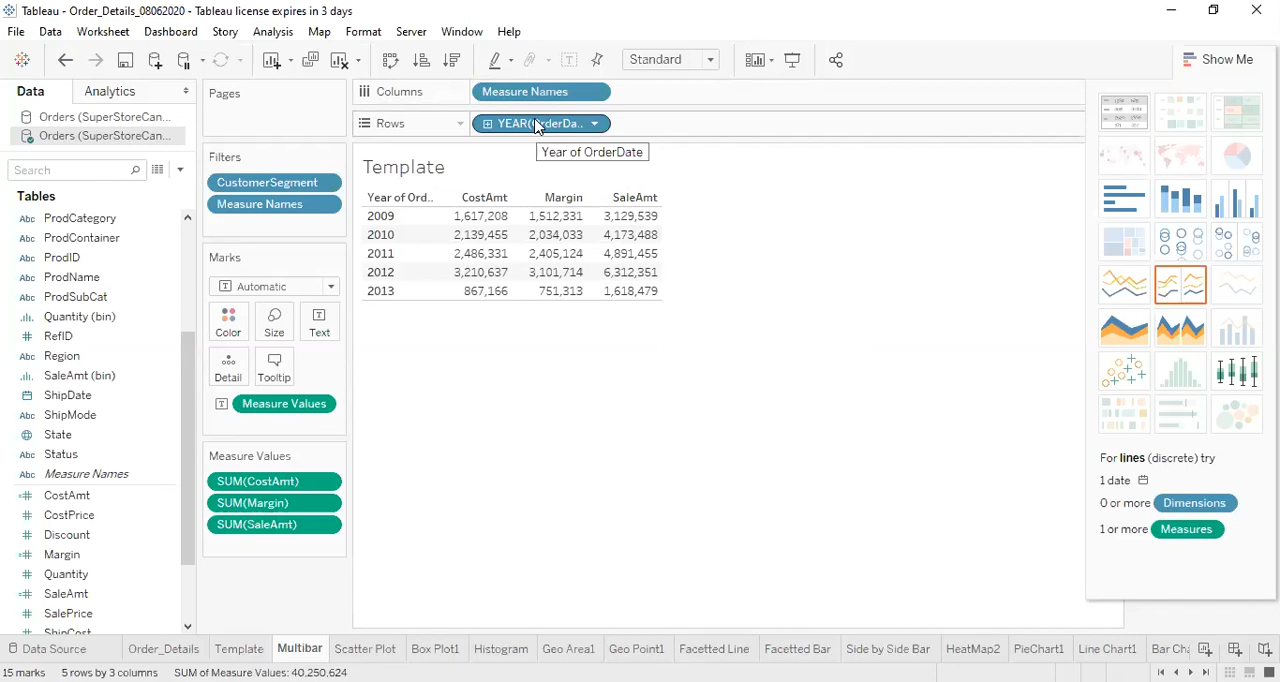 Tableau - Order_Details_08062020 - Tableau license expires in 3 days
File Data Worksheet Dashboard Story Analysis Map Format Server Window Help
Standard
Show Me
Data Analytics
Pages
Columns Measure Names
Orders (SuperStoreCan...
Orders (SuperStoreCan...
Rows YEAR(OrderDa..
Year of OrderDate
Search
Filters
CustomerSegment
Measure Names
Template
Tables
ProdCategory
ProdContainer
ProdID
ProdName
ProdSubCat
Quantity (bin)
RefID
Region
SaleAmt (bin)
ShipDate
ShipMode
State
Status
Measure Names
CostAmt
CostPrice
Discount
Margin
Quantity
SaleAmt
SalePrice
ShipCost
Marks
Automatic
Color Size Text
Detail Tooltip
Measure Values
Measure Values
SUM(CostAmt)
SUM(Margin)
SUM(SaleAmt)
Year of Ord.. CostAmt Margin SaleAmt
2009 1,617,208 1,512,331 3,129,539
2010 2,139,455 2,034,033 4,173,488
2011 2,486,331 2,405,124 4,891,455
2012 3,210,637 3,101,714 6,312,351
2013 867,166 751,313 1,618,479
For lines (discrete) try
1 date
0 or more Dimensions
1 or more Measures
Data Source Order_Details Template Multibar Scatter Plot Box Plot1 Histogram Geo Area1 Geo Point1 Facetted Line Facetted Bar Side by Side Bar HeatMap2 PieChart1 Line Chart1 Bar Cha
15 marks 5 rows by 3 columns SUM of Measure Values: 40,250,624